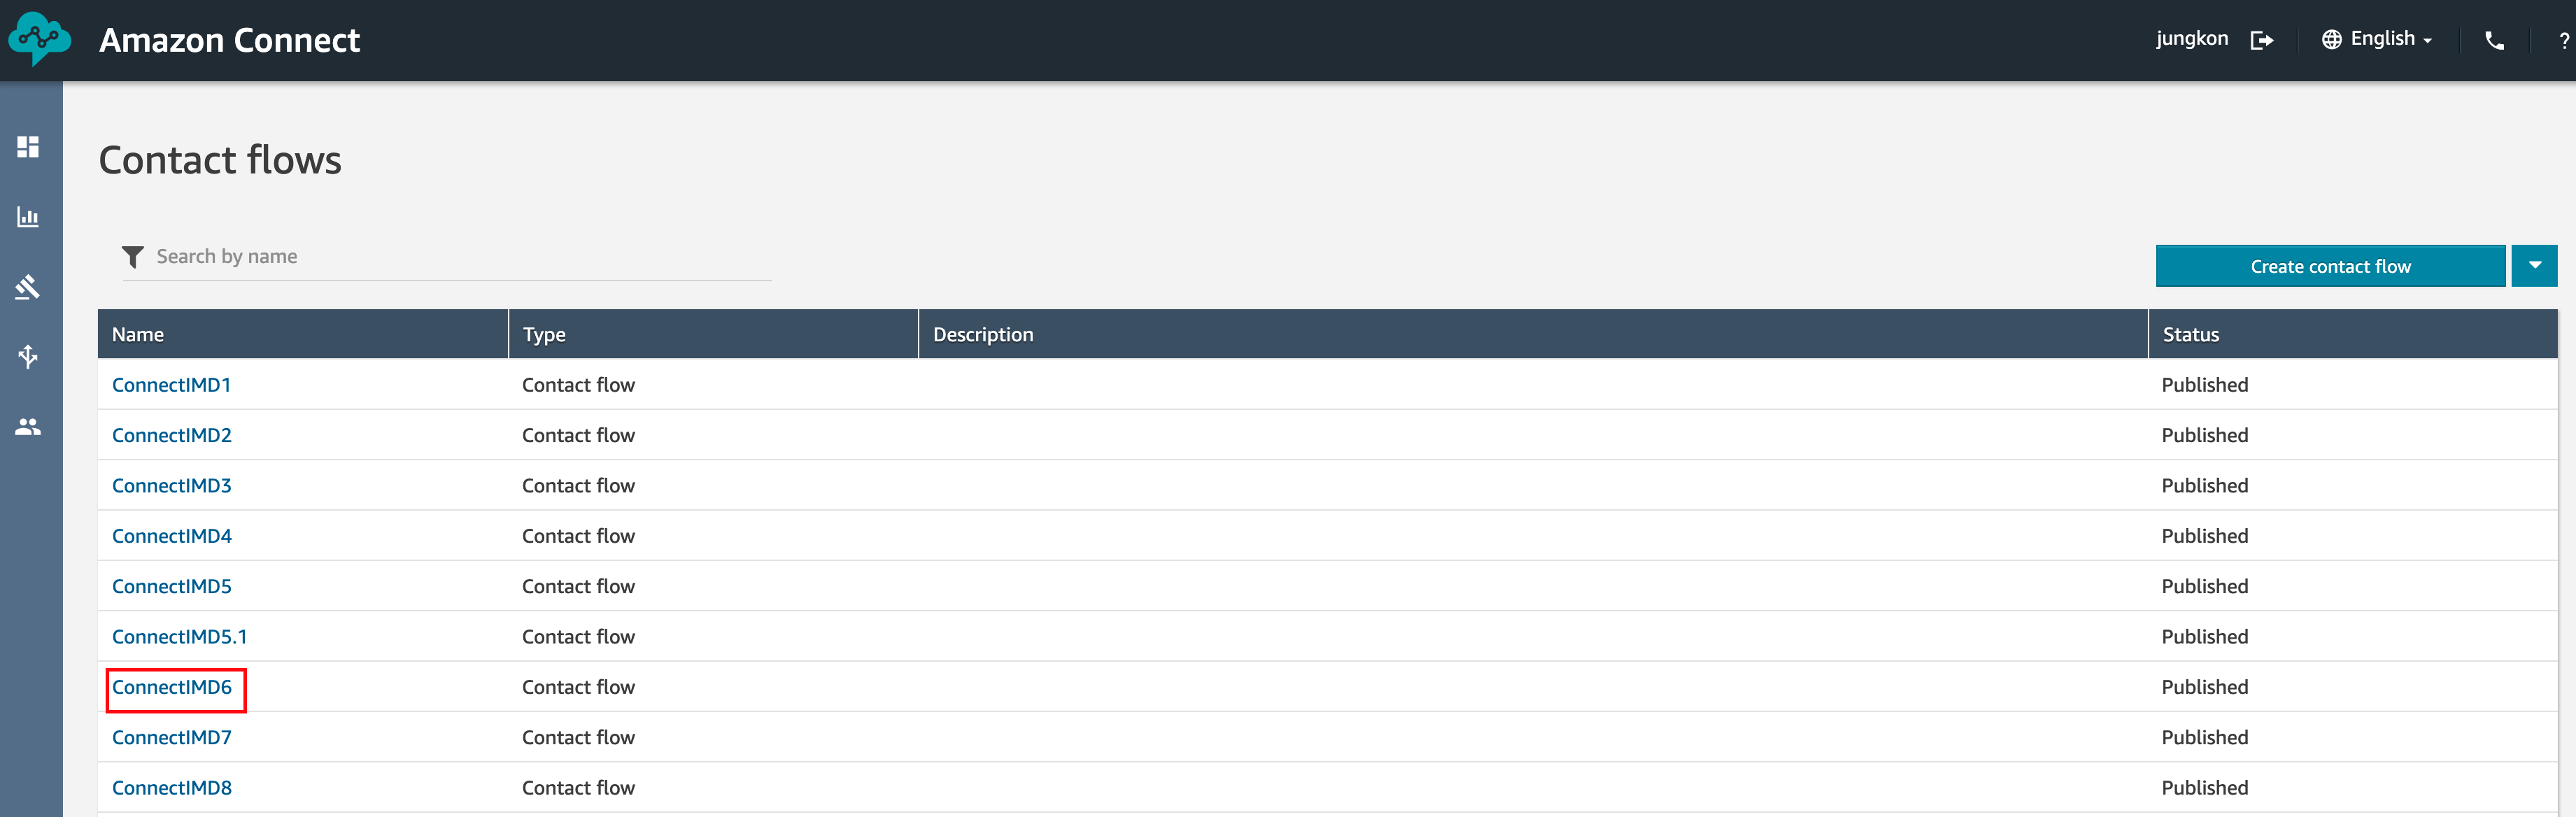 Amazon Connect
jungkon English ?
Contact flows
Search by name
Create contact flow
Name Type Description Status
ConnectIMD1 Contact flow Published
ConnectIMD2 Contact flow Published
ConnectIMD3 Contact flow Published
ConnectIMD4 Contact flow Published
ConnectIMD5 Contact flow Published
ConnectIMD5.1 Contact flow Published
ConnectIMD6 Contact flow Published
ConnectIMD7 Contact flow Published
ConnectIMD8 Contact flow Published